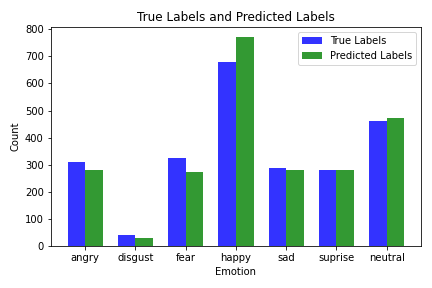 True Labels and Predicted Labels
True Labels
Predicted Labels
Count
800
700
600
500
400
300
200
100
0
angry disgust fear happy sad suprise neutral
Emotion